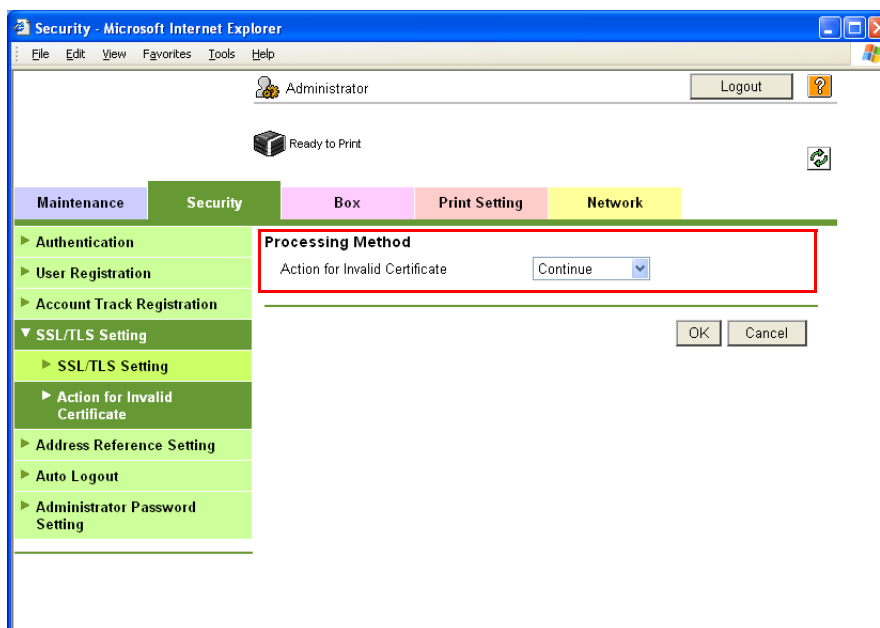 Security - Microsoft Internet Explorer
File Edit View Favorites Tools Help
Administrator
Logout
?
Ready to Print
Maintenance Security Box Print Setting Network
Authentication
User Registration
Account Track Registration
SSL/TLS Setting
SSL/TLS Setting
Action for Invalid
Certificate
Address Reference Setting
Auto Logout
Administrator Password
Setting
Processing Method
Action for Invalid Certificate Continue
OK Cancel